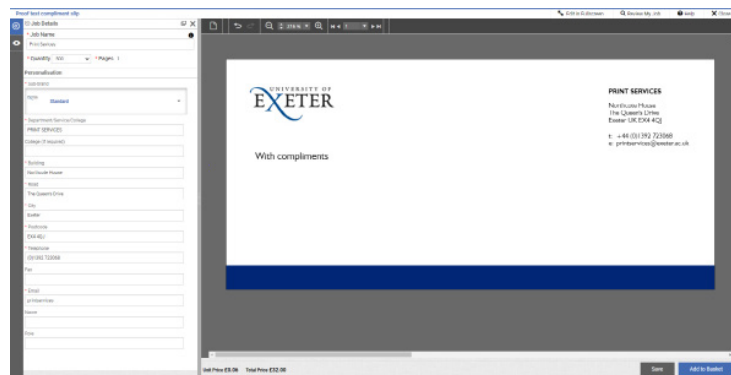 Proof test compliment slip
Edit in Fullscreen
Review My Job
Help
Close
Job Details
* Job Name
Print Services
* Quantity
* Pages 1
Personalisation
Standard
* Department/Service/College
PRINT SERVICES
College (if required)
* Building
Northcote House
* Road
The Queen's Drive
* City
Exeter
* Postcode
EX4 4QJ
* Telephone
(0)1392 723068
Fax
* Email
printservices
Name
UNIVERSITY OF
EXETER
With compliments
PRINT SERVICES
Northcote House
The Queen's Drive
Exeter UK EX4 4QJ
t: +44 (0)1392 723068
e: printservices@exeter.ac.uk
Unit Price £0.06 Total Price £32.00
Save
Add to Basket